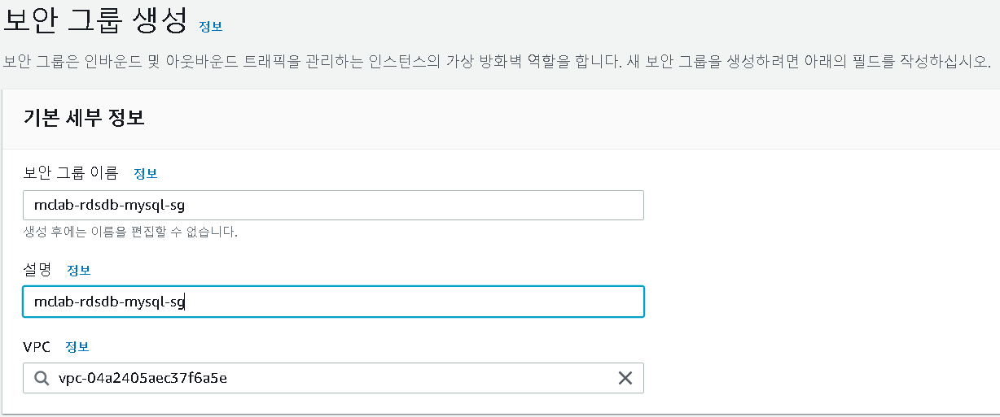 보안 그룹 생성 정보
보안 그룹은 인바운드 및 아웃바운드 트래픽을 관리하는 인스턴스의 가상 방화벽 역할을 합니다. 새 보안 그룹을 생성하려면 아래의 필드를 작성하십시오.
기본 세부 정보
보안 그룹 이름 정보
mclab-rdsdb-mysql-sg
생성 후에는 이름을 편집할 수 없습니다.
설명 정보
mclab-rdsdb-mysql-sg
VPC 정보
vpc-04a2405aec37f6a5e